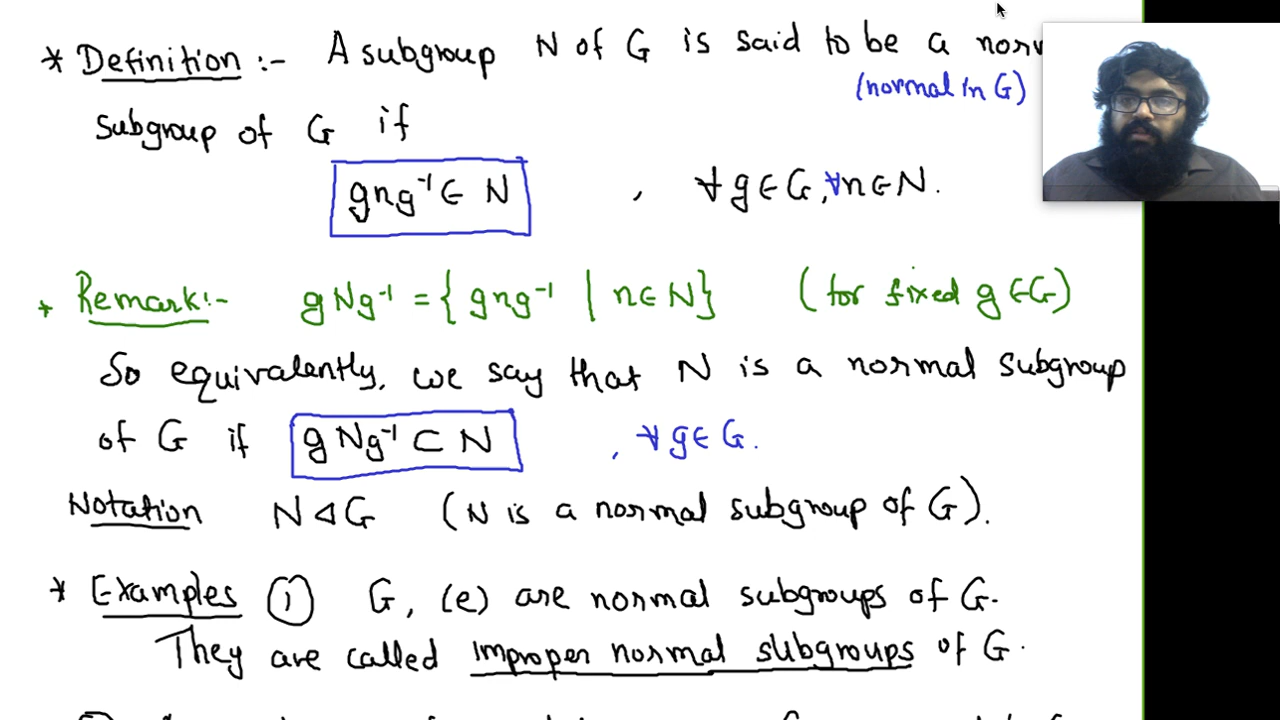 * Definition :- A subgroup N of G is said to be a
(normal in G)
subgroup of G if
gng⁻¹ ∈ N , ∀ g ∈ G, ∀ n ∈ N.
* Remark:- gNg⁻¹ = { gng⁻¹ | n ∈ N} (for fixed g ∈ G)
So equivalently, we say that N is a normal subgroup
of G if gNg⁻¹ ⊂ N , ∀ g ∈ G.
Notation N ⊲ G (N is a normal subgroup of G).
* Examples (i) G, (e) are normal subgroups of G.
They are called improper normal subgroups of G.